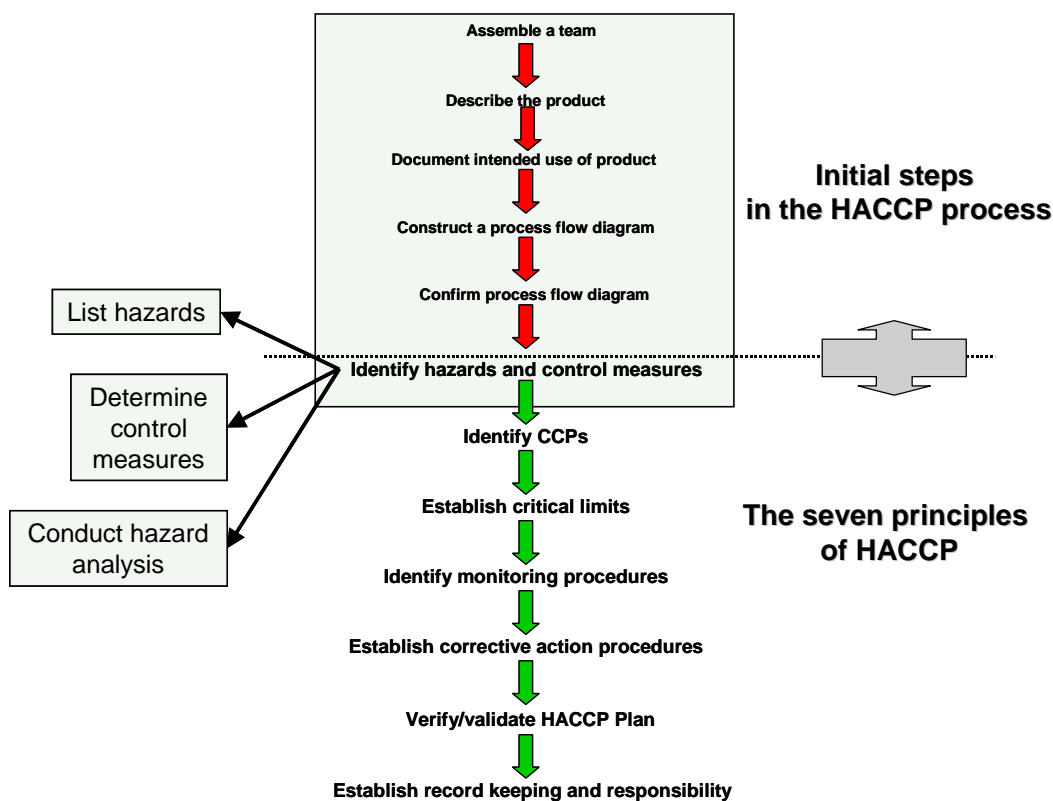 Assemble a team
Describe the product
Document intended use of product
Initial steps
in the HACCP process
Construct a process flow diagram
Confirm process flow diagram
List hazards
Identify hazards and control measures
Determine
control
measures
Identify CCPs
Establish critical limits
The seven principles
of HACCP
Conduct hazard
analysis
Identify monitoring procedures
Establish corrective action procedures
Verify/validate HACCP Plan
Establish record keeping and responsibility